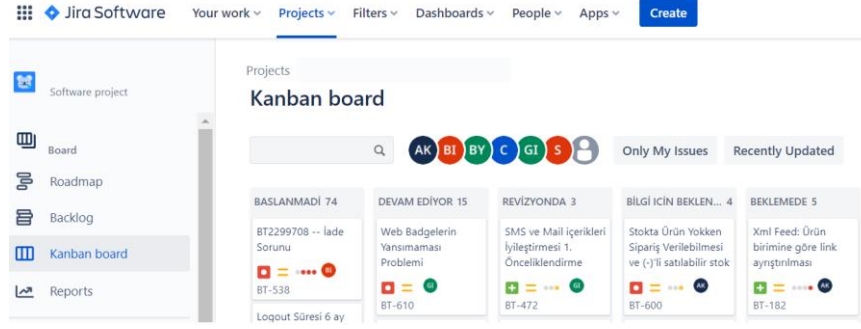 Jira Software
Your work
Projects
Filters
Dashboards
People
Apps
Create
Software project
Board
Roadmap
Backlog
Kanban board
Reports
Projects
Kanban board
AK BI BY C GI S
Only My Issues
Recently Updated
BASLANMADİ 74
BT2299708 -- İade
Sorunu
BI
BT-538
Logout Süresi 6 ay
DEVAM EDİYOR 15
Web Badgelerin
Yansımaması
Problemi
GI
BT-610
REVİZYONDA 3
SMS ve Mail içerikleri
İyileştirmesi 1.
Önceliklendirme
GI
BT-472
BİLGİ ICİN BEKLEN... 4
Stokta Ürün Yokken
Sipariş Verilebilmesi
ve (-)'li satılabilir stok
AK
BT-600
BEKLEMEDE 5
Xml Feed: Ürün
birimine göre link
ayrıştırılması
AK
BT-182